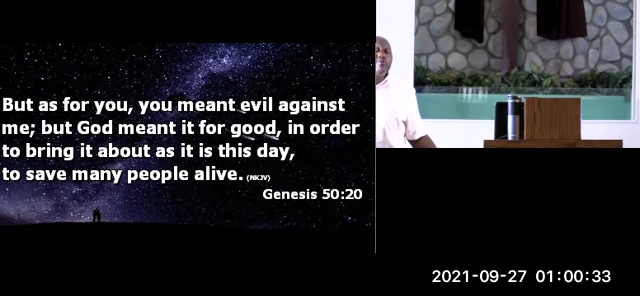 But as for you, you meant evil against
me; but God meant it for good, in order
to bring it about as it is this day,
to save many people alive. (NKJV)
Genesis 50:20
2021-09-27 01:00:33